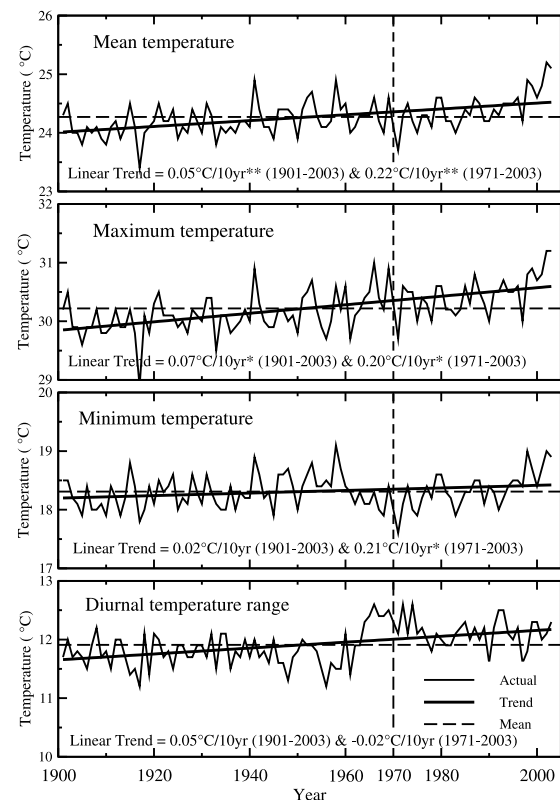 26
Mean temperature
25
Temperature ( °C)
24
Linear Trend = 0.05°C/10yr** (1901-2003) & 0.22°C/10yr** (1971-2003)
23
32
Maximum temperature
31
Temperature ( °C)
30
Linear Trend = 0.07°C/10yr* (1901-2003) & 0.20°C/10yr* (1971-2003)
29
20
Minimum temperature
19
Temperature ( °C)
18
Linear Trend = 0.02°C/10yr (1901-2003) & 0.21°C/10yr* (1971-2003)
17
13
Diurnal temperature range
12
Temperature ( °C)
11
Actual
Trend
Mean
Linear Trend = 0.05°C/10yr (1901-2003) & -0.02°C/10yr (1971-2003)
10
1900 1920 1940 1960 1970 1980 2000
Year